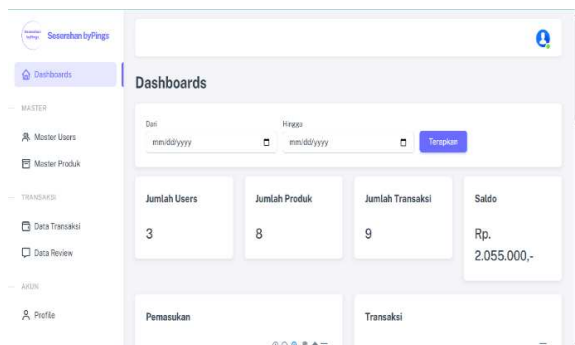 Seserahan byPings
Dashboards
MASTER
Master Users
Master Produk
TRANSAKSI
Data Transaksi
Data Review
AKUN
Profile
Dashboards
Dari
Hingga
mm/dd/yyyy
mm/dd/yyyy
Terapkan
Jumlah Users
3
Jumlah Produk
8
Jumlah Transaksi
9
Saldo
Rp.
2.055.000,-
Pemasukan
Transaksi